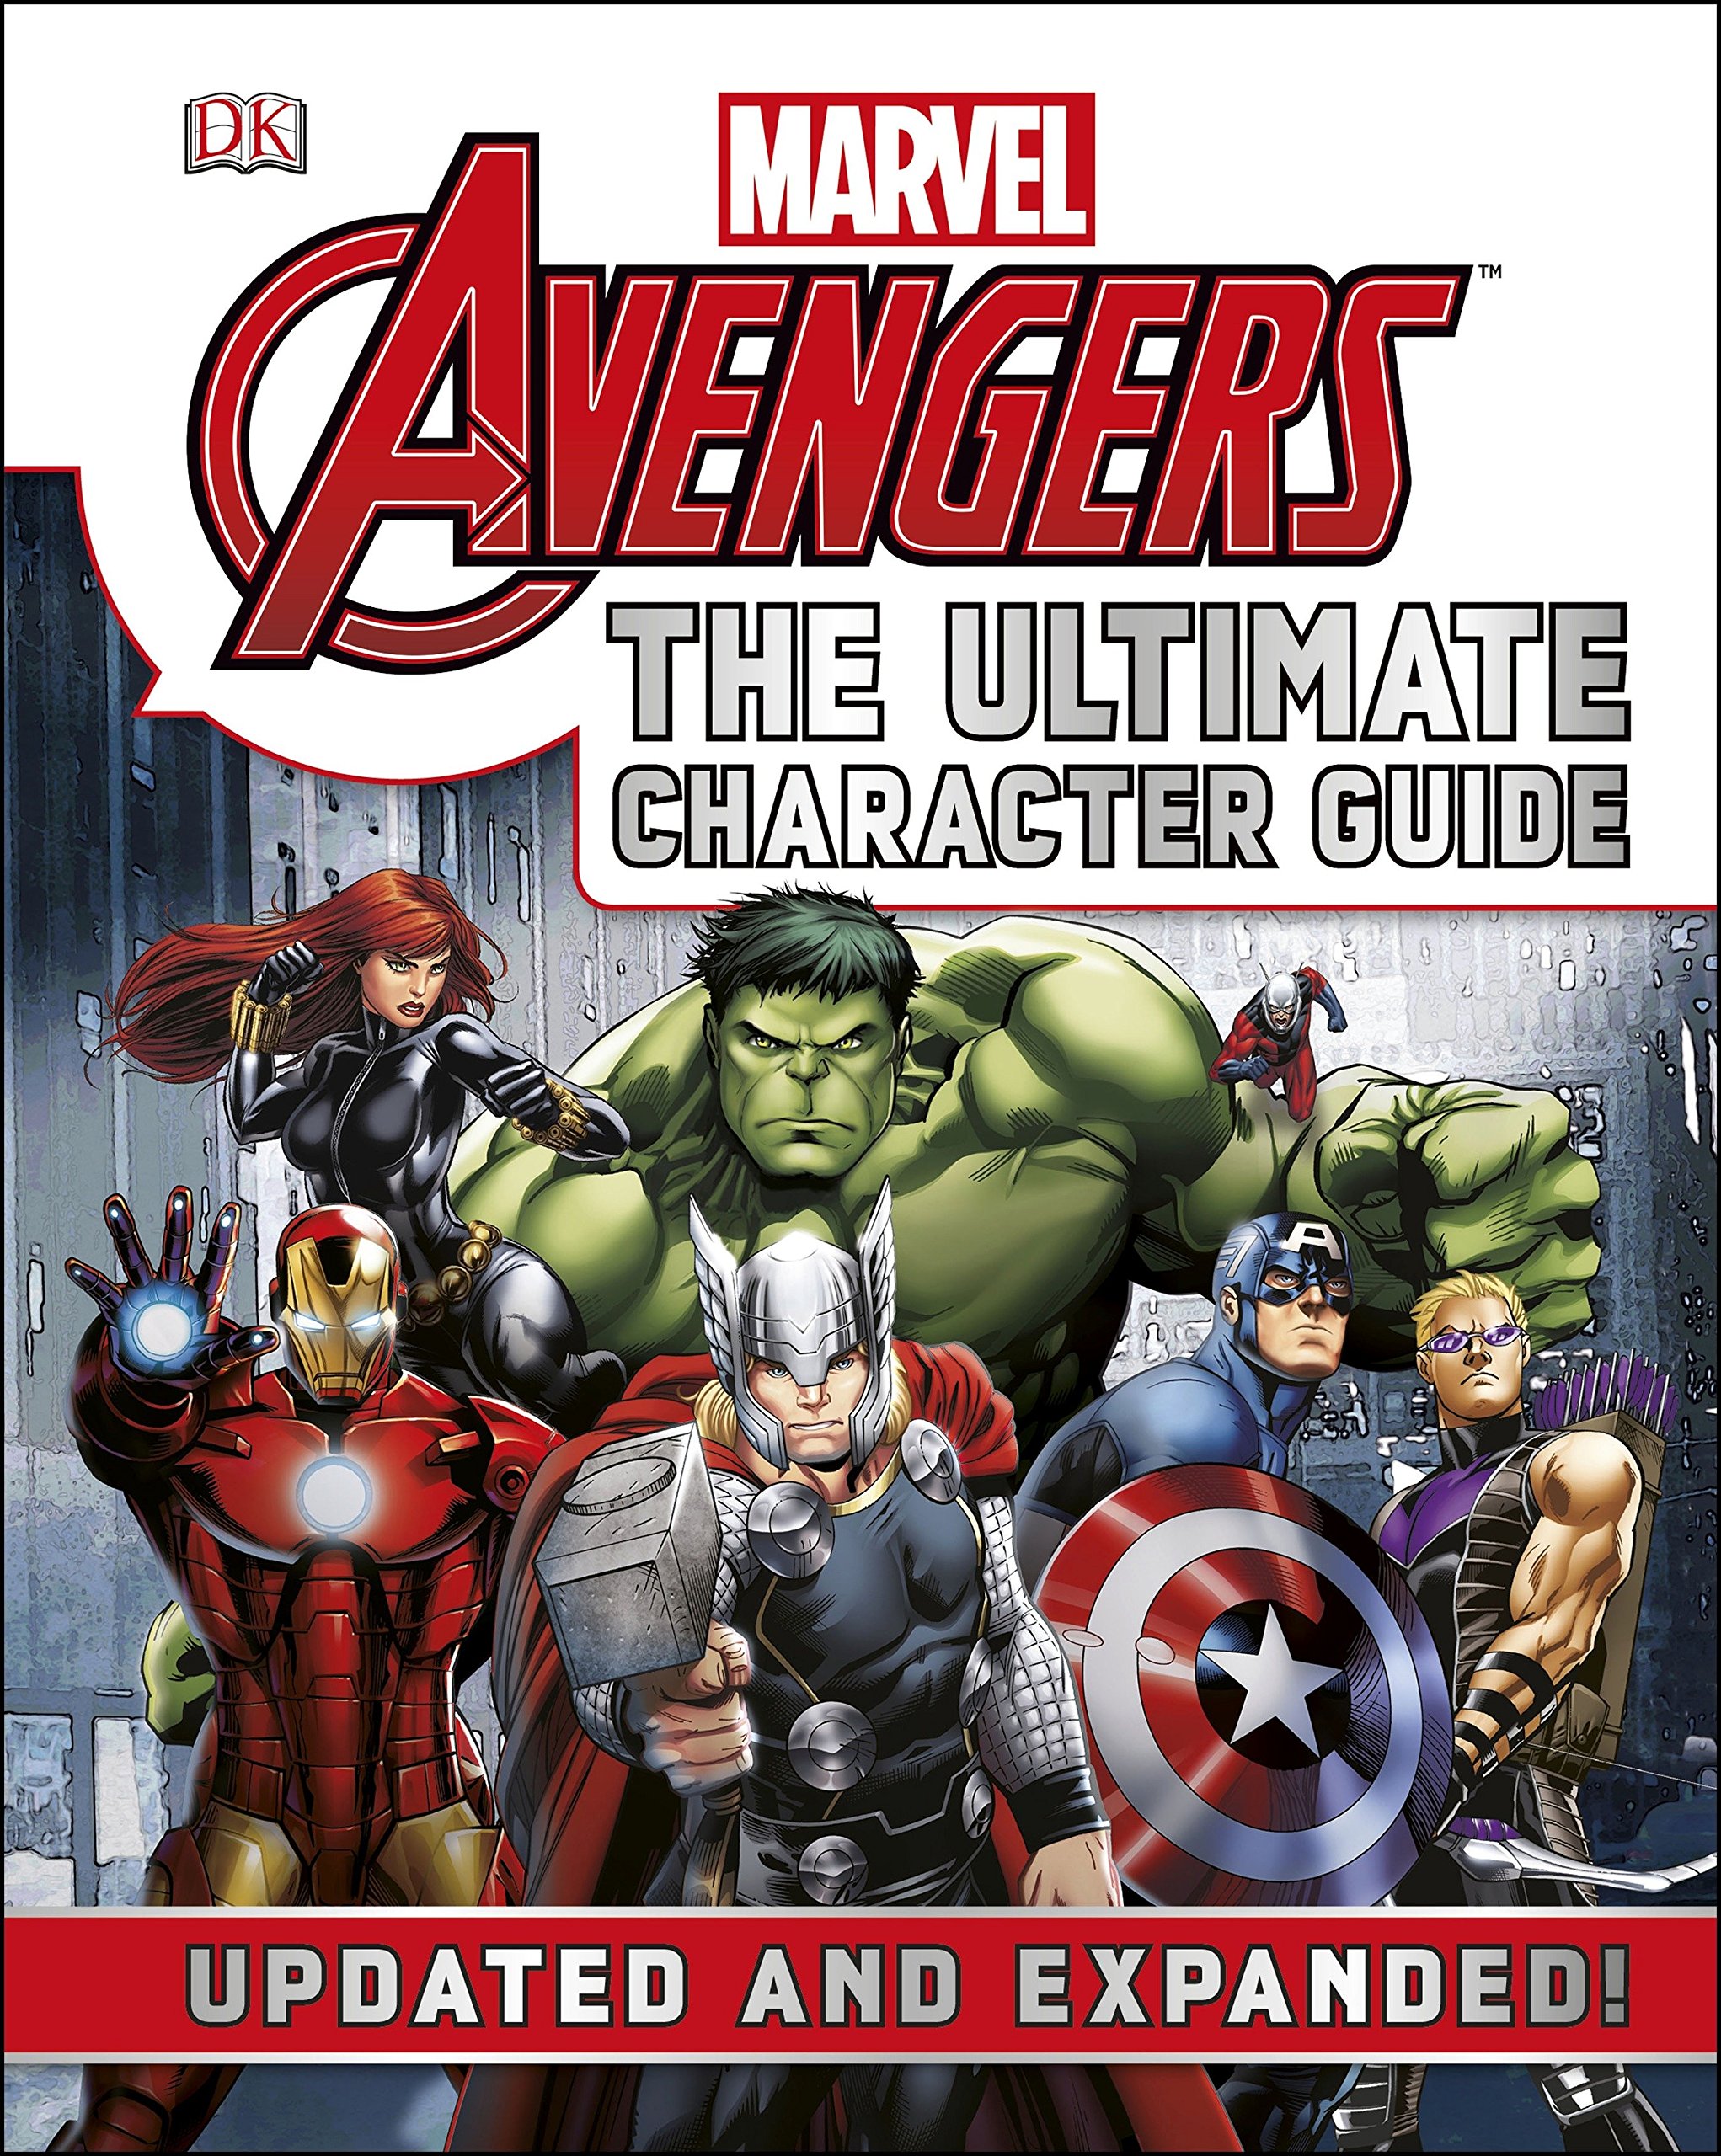 DK
MARVEL
AVENGERS™
THE ULTIMATE
CHARACTER GUIDE
A
UPDATED AND EXPANDED!